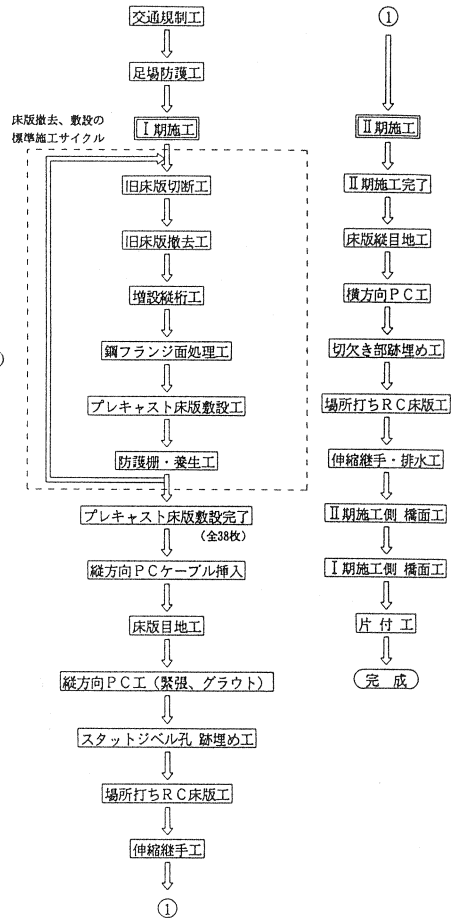 交通規制工
足場防護工
床版撤去、敷設の
標準施工サイクル
Ⅰ期施工
旧床版切断工
旧床版撤去工
増設縦桁工
鋼フランジ面処理工
プレキャスト床版敷設工
防護柵・養生工
プレキャスト床版敷設完了
(全38枚)
縦方向PCケーブル挿入
床版目地工
縦方向PC工(緊張、グラウト)
スタットジベル孔 跡埋め工
場所打ちRC床版工
伸縮継手工
①
①
Ⅱ期施工
Ⅱ期施工完了
床版縦目地工
横方向PC工
切欠き部跡埋め工
場所打ちRC床版工
伸縮継手・排水工
Ⅱ期施工側 橋面工
Ⅰ期施工側 橋面工
片付工
完成